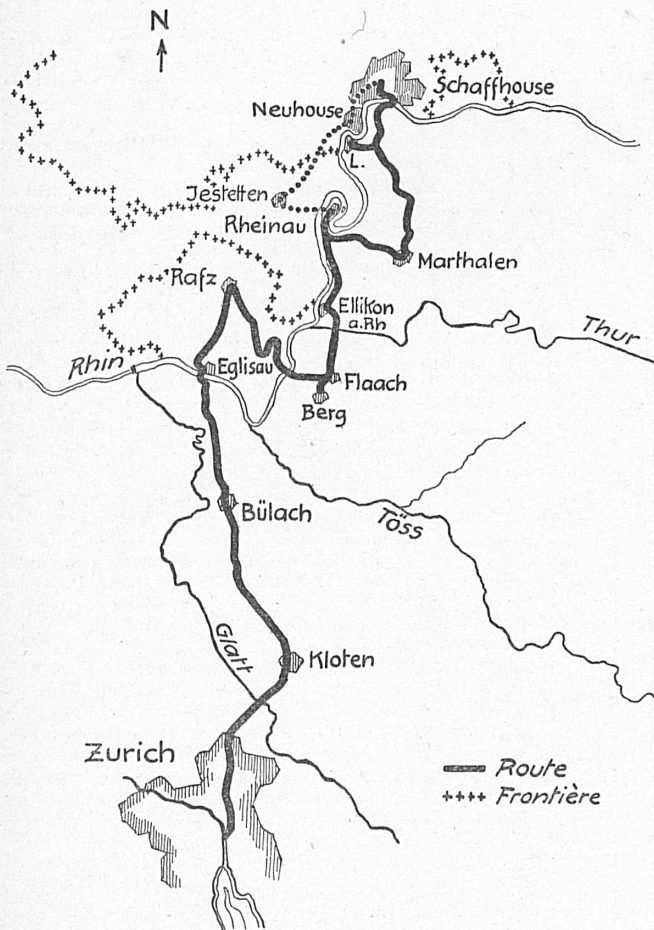 N
Schaffhouse
Neuhouse
L.
Jestetten
Rheinau
Marthalen
Rafz
Ellikon
a.Rh
Thur
Rhin
Eglisau
Flaach
Berg
Bülach
Töss
Glatt
Kloten
Zurich
Route
Frontière